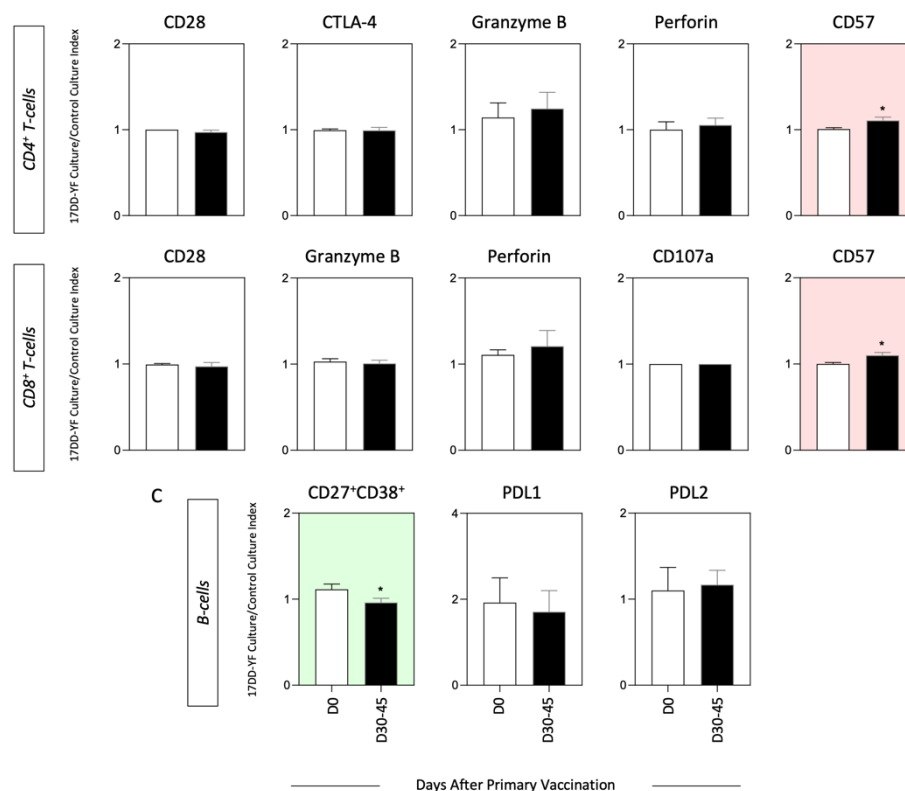 CD28 CTLA-4 Granzyme B Perforin CD57
CD4⁺ T-cells
17DD-YF Culture/Control Culture Index
2 2 2 2 2
1 1 1 1 1
*
0 0 0 0 0
CD28 Granzyme B Perforin CD107a CD57
CD8⁺ T-cells
17DD-YF Culture/Control Culture Index
2 2 2 2 2
1 1 1 1 1
*
0 0 0 0 0
C
CD27⁺CD38⁺ PDL1 PDL2
B-cells
17DD-YF Culture/Control Culture Index
2 4 2
1 2 1
*
0 0 0
D0 D30-45 D0 D30-45 D0 D30-45
Days After Primary Vaccination